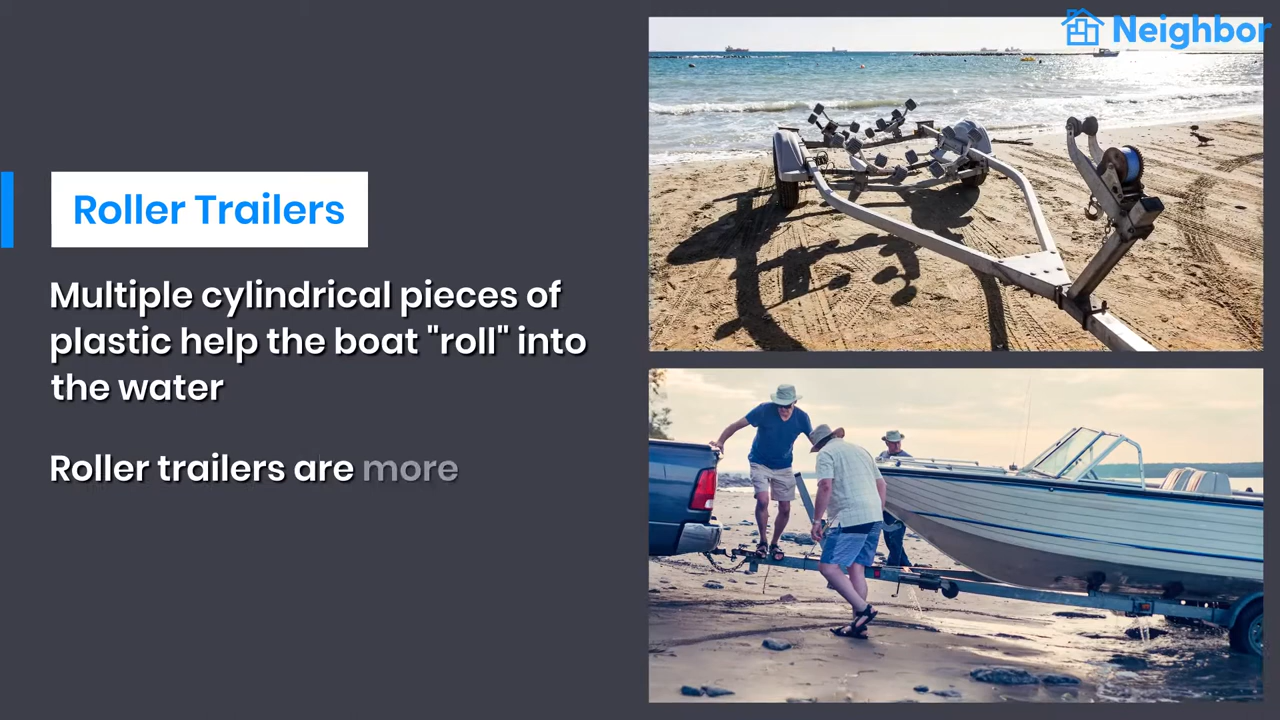 Neighbor
Roller Trailers
Multiple cylindrical pieces of
plastic help the boat "roll" into
the water
Roller trailers are more